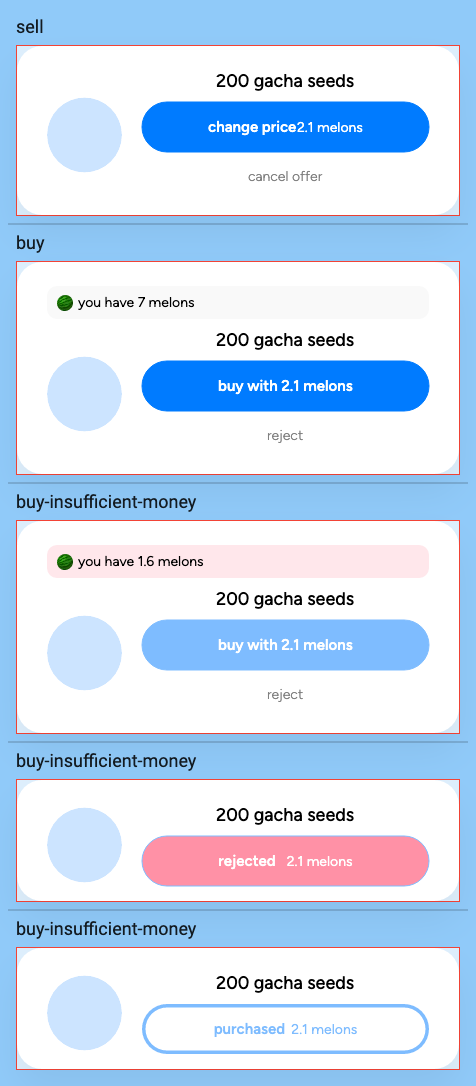 sell
200 gacha seeds
change price2.1 melons
cancel offer
buy
you have 7 melons
200 gacha seeds
buy with 2.1 melons
reject
buy-insufficient-money
you have 1.6 melons
200 gacha seeds
buy with 2.1 melons
reject
buy-insufficient-money
200 gacha seeds
rejected 2.1 melons
buy-insufficient-money
200 gacha seeds
purchased 2.1 melons